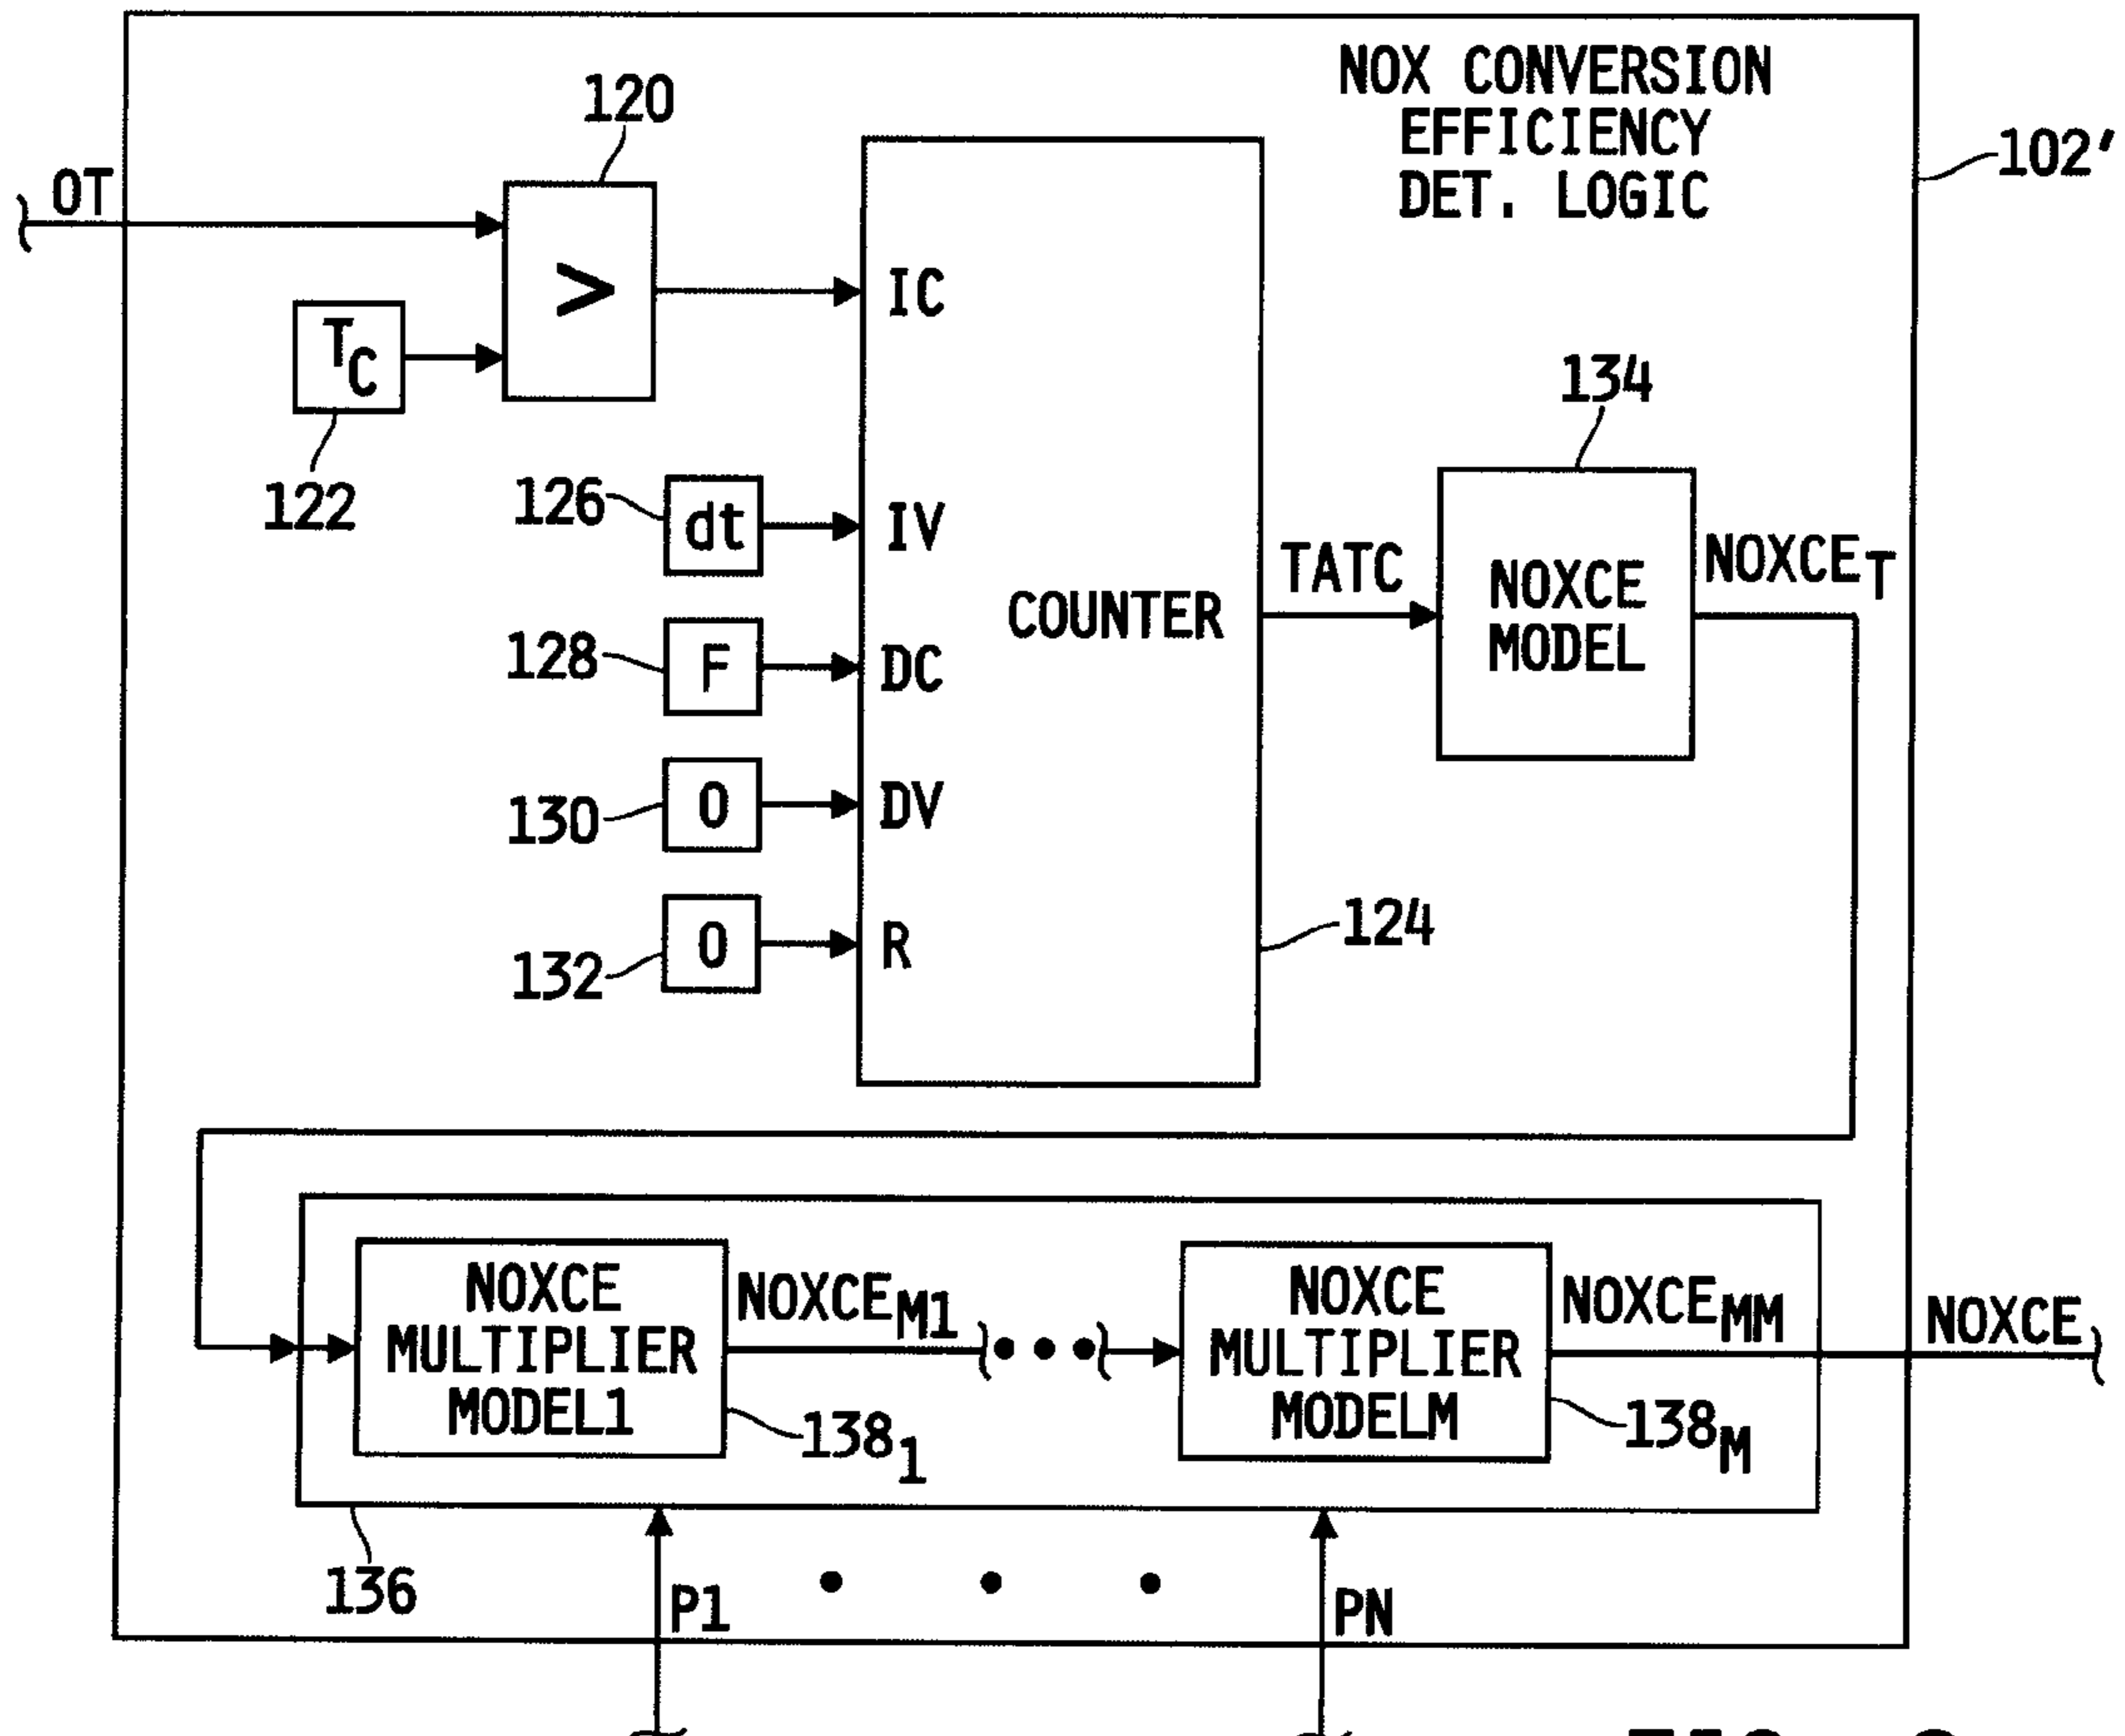 NOX CONVERSION
EFFICIENCY
DET. LOGIC
102'
120
OT
>
IC
TC
122
126
dt
IV
128
F
DC
130
0
DV
132
0
R
COUNTER
124
TATC
134
NOXCE
MODEL
NOXCET
NOXCE
MULTIPLIER
MODEL1
NOXCEM1
1381
NOXCE
MULTIPLIER
MODELM
NOXCEMM
138M
NOXCE
136
P1
PN